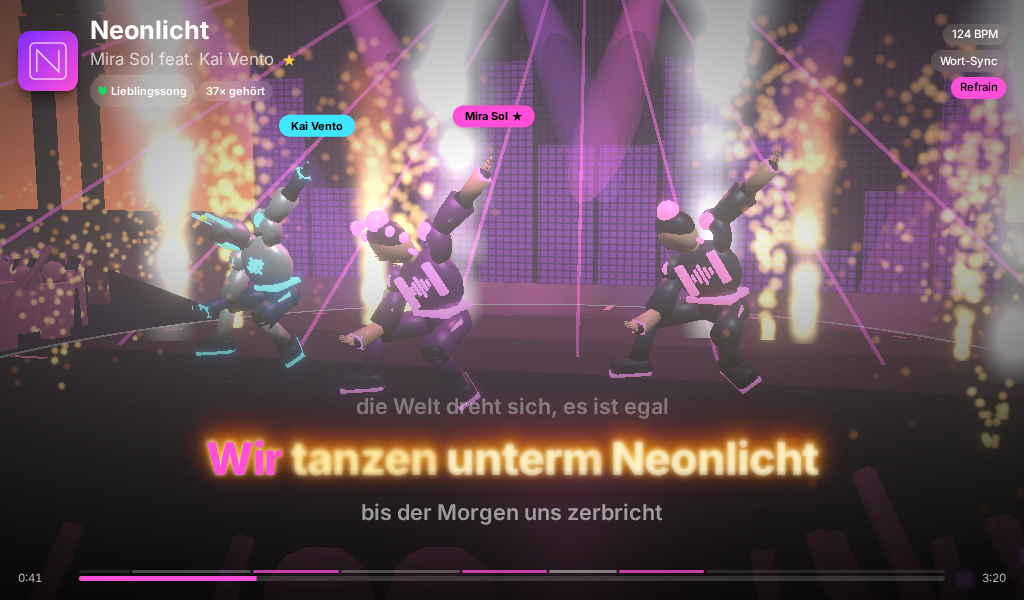 Neonlicht
Mira Sol feat. Kai Vento ★
N
♥ Lieblingssong
37× gehört
124 BPM
Wort-Sync
Refrain
Kai Vento
Mira Sol ★
die Welt dreht sich, es ist egal
Wir tanzen unterm Neonlicht
bis der Morgen uns zerbricht
0:41
3:20